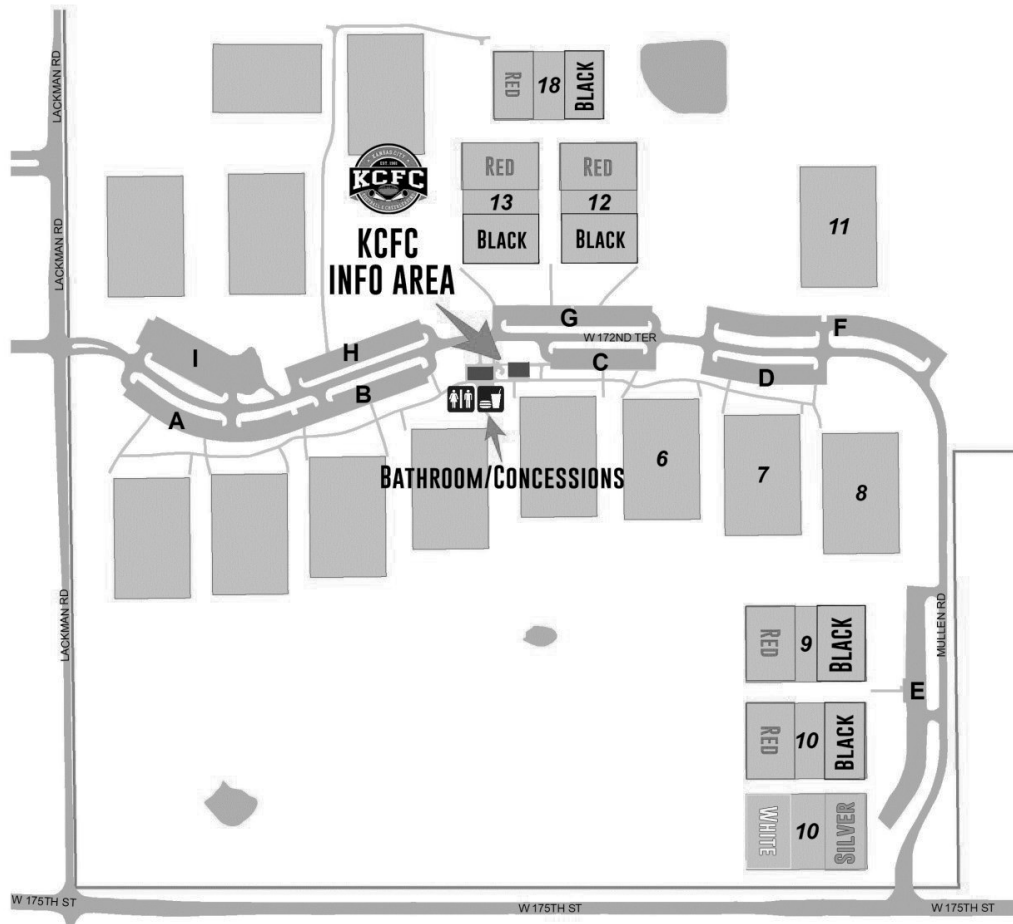 LACKMAN RD
RED
18
BLACK
KANSAS CITY
KCFC
RED
RED
13
12
BLACK
BLACK
11
LACKMAN RD
KCFC
INFO AREA
G
W 172ND TER
F
I
H
C
D
B
A
6
7
8
BATHROOM/CONCESSIONS
LACKMAN RD
MULLEN RD
RED
9
BLACK
E
RED
10
BLACK
WHITE
10
SILVER
W 175TH ST
W 175TH ST
W 175TH ST